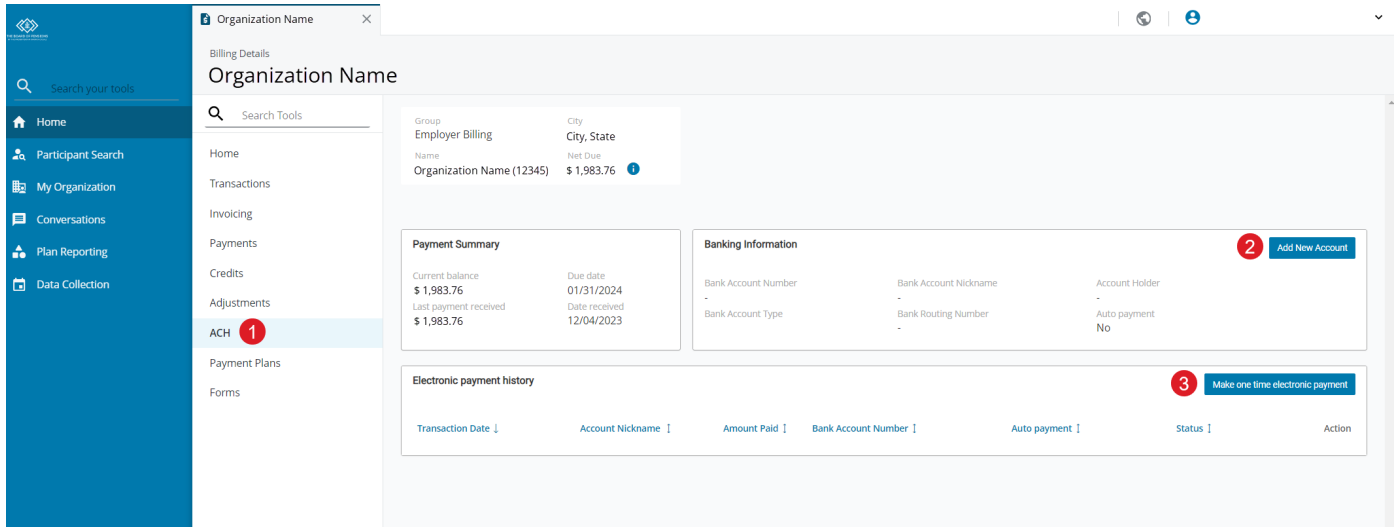 THE BOARD OF PENSIONS
Search your tools
Home
Participant Search
My Organization
Conversations
Plan Reporting
Data Collection
Organization Name
Billing Details
Organization Name
Search Tools
Home
Transactions
Invoicing
Payments
Credits
Adjustments
ACH 1
Payment Plans
Forms
Group City
Employer Billing City, State
Name Net Due
Organization Name (12345) $ 1,983.76 i
Payment Summary
Current balance Due date
$ 1,983.76 01/31/2024
Last payment received Date received
$ 1,983.76 12/04/2023
Banking Information 2 Add New Account
Bank Account Number Bank Account Nickname Account Holder
- - -
Bank Account Type Bank Routing Number Auto payment
- No
Electronic payment history 3 Make one time electronic payment
Transaction Date ↓ Account Nickname ↕ Amount Paid ↕ Bank Account Number ↕ Auto payment ↕ Status ↕ Action